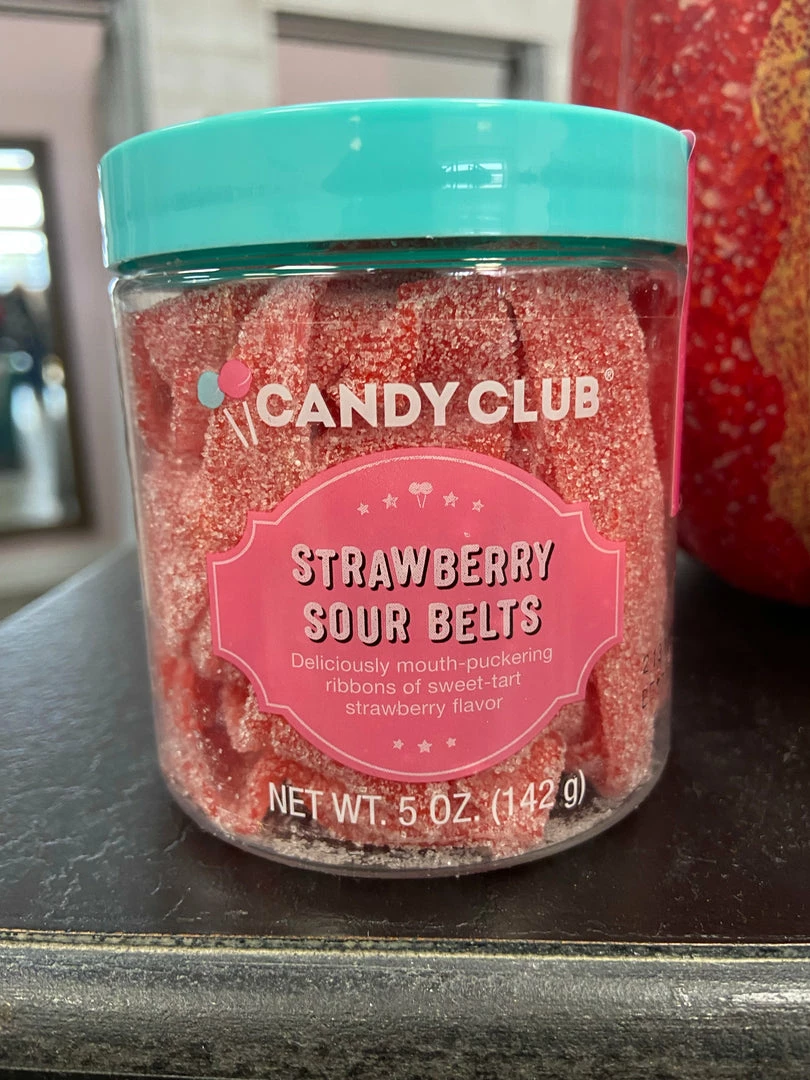 CANDY CLUB®
STRAWBERRY
SOUR BELTS
Deliciously mouth-puckering
ribbons of sweet-tart
strawberry flavor
NET WT. 5 OZ. (142 g)